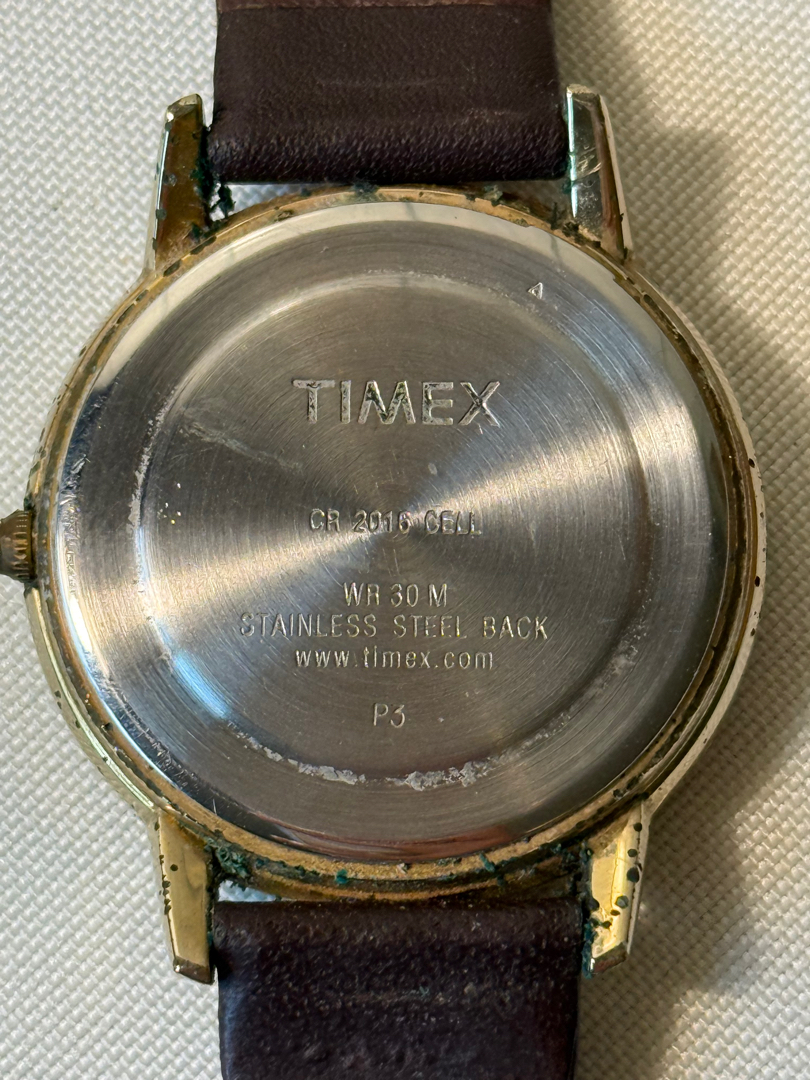 TIMEX
CR 2016 CELL
WR 30 M
STAINLESS STEEL BACK
www.timex.com
P3